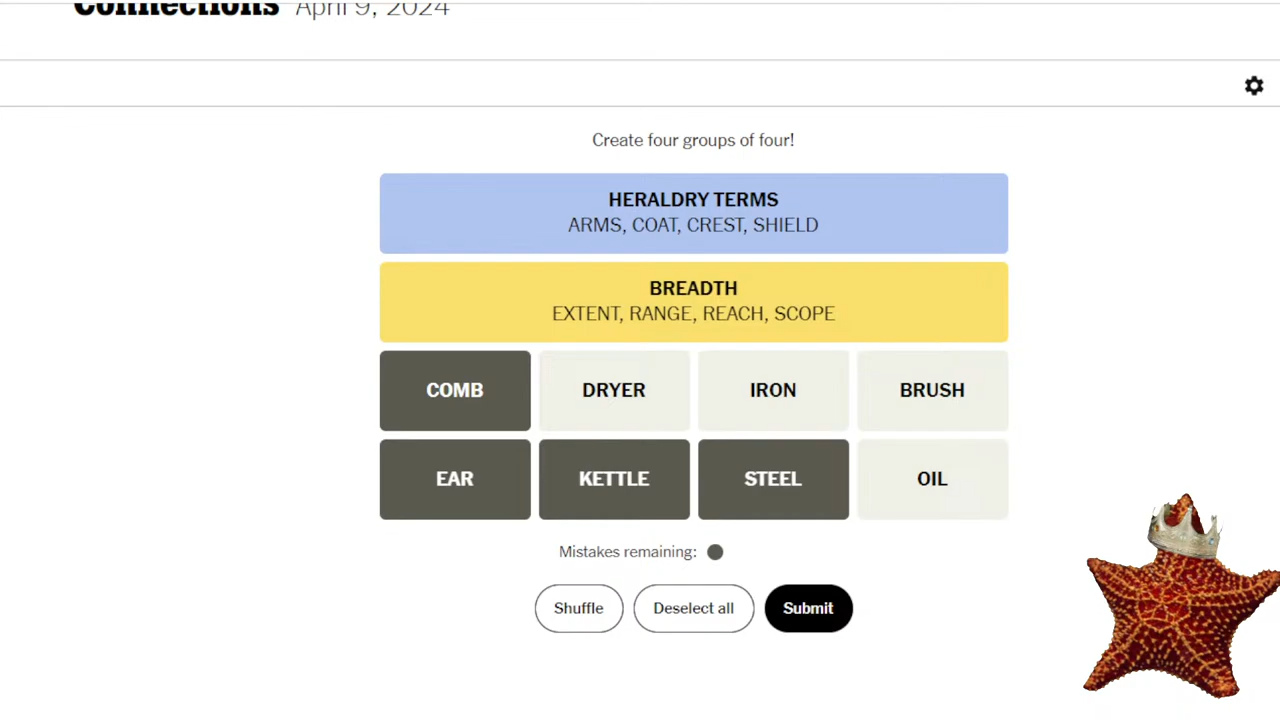 Connections April 9, 2024
Create four groups of four!
HERALDRY TERMS
ARMS, COAT, CREST, SHIELD
BREADTH
EXTENT, RANGE, REACH, SCOPE
COMB DRYER IRON BRUSH
EAR KETTLE STEEL OIL
Mistakes remaining:
Shuffle Deselect all Submit